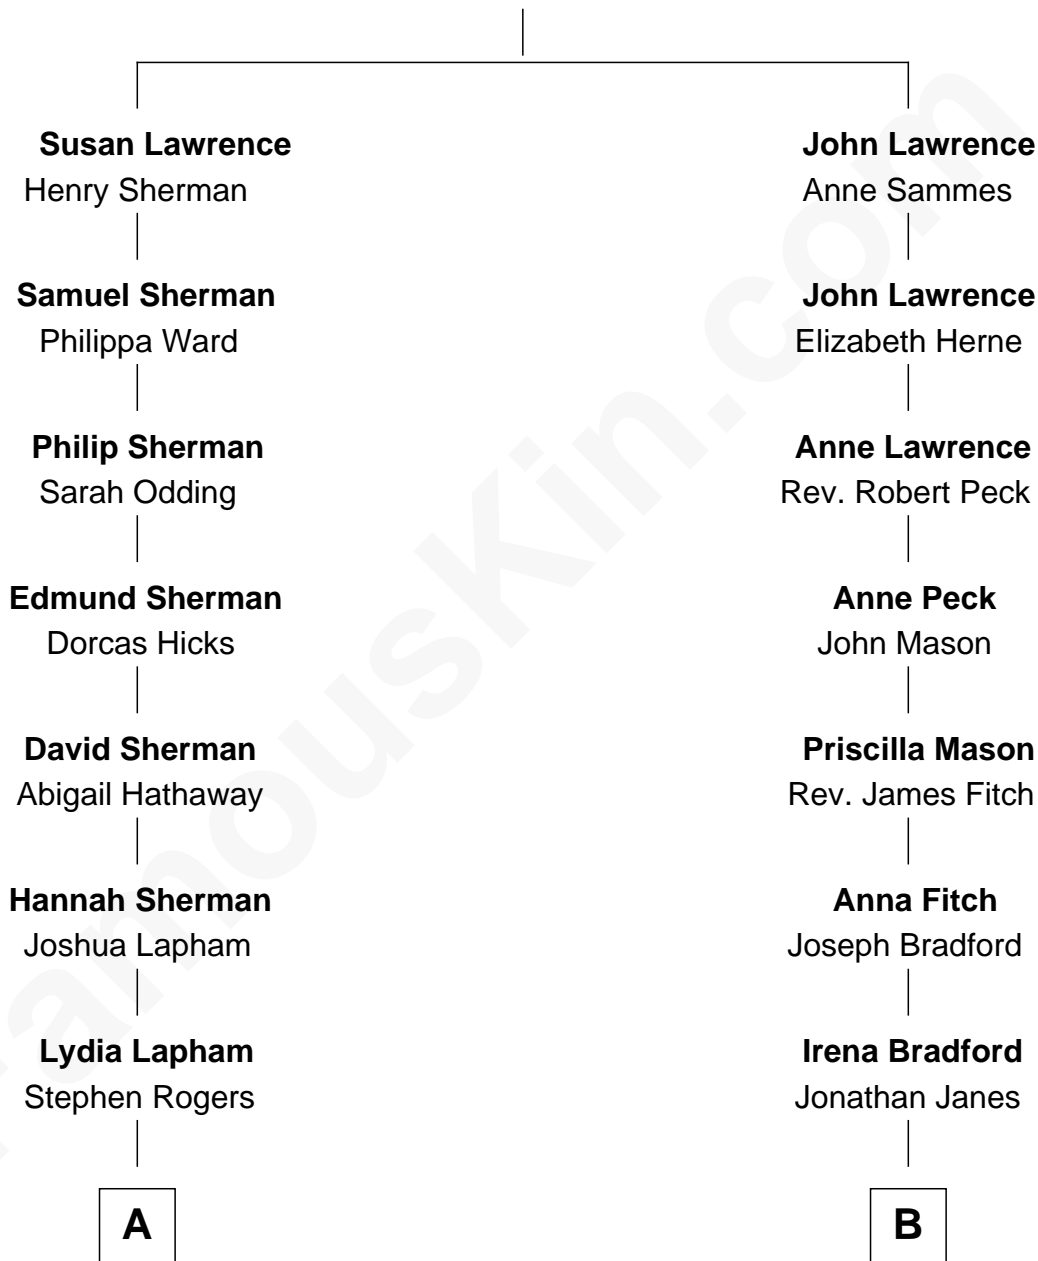 Susan Lawrence
Henry Sherman
Samuel Sherman
Philippa Ward
Philip Sherman
Sarah Odding
Edmund Sherman
Dorcas Hicks
David Sherman
Abigail Hathaway
Hannah Sherman
Joshua Lapham
Lydia Lapham
Stephen Rogers
A
John Lawrence
Anne Sammes
John Lawrence
Elizabeth Herne
Anne Lawrence
Rev. Robert Peck
Anne Peck
John Mason
Priscilla Mason
Rev. James Fitch
Anna Fitch
Joseph Bradford
Irena Bradford
Jonathan Janes
B
FamousKin.com